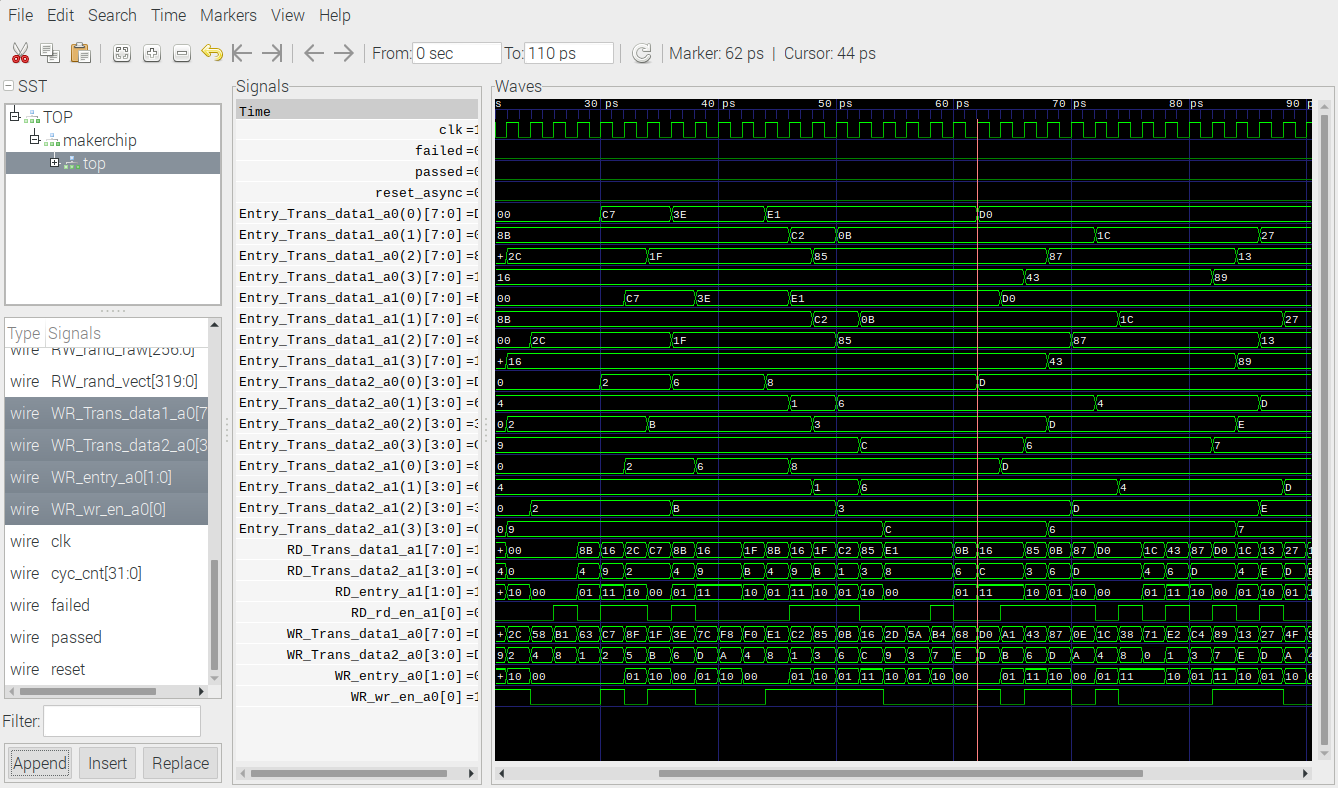 File Edit Search Time Markers View Help
From: 0 sec To: 110 ps Marker: 62 ps | Cursor: 44 ps
SST
TOP
makerchip
top
Type Signals
wire RW_rand_raw[256:0]
wire RW_rand_vect[319:0]
wire WR_Trans_data1_a0[7
wire WR_Trans_data2_a0[3
wire WR_entry_a0[1:0]
wire WR_wr_en_a0[0]
wire clk
wire cyc_cnt[31:0]
wire failed
wire passed
wire reset
Filter:
Append Insert Replace
Signals
Waves
Time
s 30 ps 40 ps 50 ps 60 ps 70 ps 80 ps 90 p
clk =1
failed =0
passed =0
reset_async =0
Entry_Trans_data1_a0(0)[7:0] =D 00 C7 3E E1 D0
Entry_Trans_data1_a0(1)[7:0] =0 8B C2 0B 1C 27
Entry_Trans_data1_a0(2)[7:0] =8 + 2C 1F 85 87 13
Entry_Trans_data1_a0(3)[7:0] =1 16 43 89
Entry_Trans_data1_a1(0)[7:0] =E 00 C7 3E E1 D0
Entry_Trans_data1_a1(1)[7:0] =0 8B C2 0B 1C 27
Entry_Trans_data1_a1(2)[7:0] =8 00 2C 1F 85 87 13
Entry_Trans_data1_a1(3)[7:0] =1 + 16 43 89
Entry_Trans_data2_a0(0)[3:0] =D 0 2 6 8 D
Entry_Trans_data2_a0(1)[3:0] =6 4 1 6 4 D
Entry_Trans_data2_a0(2)[3:0] =3 0 2 B 3 D E
Entry_Trans_data2_a0(3)[3:0] =C 9 C 6 7
Entry_Trans_data2_a1(0)[3:0] =8 0 2 6 8 D
Entry_Trans_data2_a1(1)[3:0] =6 4 1 6 4 D
Entry_Trans_data2_a1(2)[3:0] =3 0 2 B 3 D E
Entry_Trans_data2_a1(3)[3:0] =C 0 9 C 6 7
RD_Trans_data1_a1[7:0] =1 + 00 8B 16 2C C7 8B 16 1F 8B 16 1F C2 85 E1 0B 16 85 0B 87 D0 1C 43 87 D0 1C 13 27
RD_Trans_data2_a1[3:0] =C 4 0 4 9 2 4 9 B 4 9 B 1 3 8 6 C 3 6 D 4 6 D 4 E D
RD_entry_a1[1:0] =1 + 10 00 01 11 10 00 01 11 10 01 11 10 01 10 00 01 11 10 01 10 00 01 11 10 00 01 10 01
RD_rd_en_a1[0] =0
WR_Trans_data1_a0[7:0] =D + 2C 58 B1 63 C7 8F 1F 3E 7C F8 F0 E1 C2 85 0B 16 2D 5A B4 68 D0 A1 43 87 0E 1C 38 71 E2 C4 89 13 27 4F
WR_Trans_data2_a0[3:0] =D 9 2 4 8 1 2 5 B 6 D A 4 8 1 3 6 C 9 3 7 E D B 6 D A 4 8 0 1 3 7 E D A 4
WR_entry_a0[1:0] =0 + 10 00 01 10 00 01 10 00 01 10 01 11 10 01 10 00 01 11 10 00 01 11 10 01 11 10 01 10
WR_wr_en_a0[0] =1